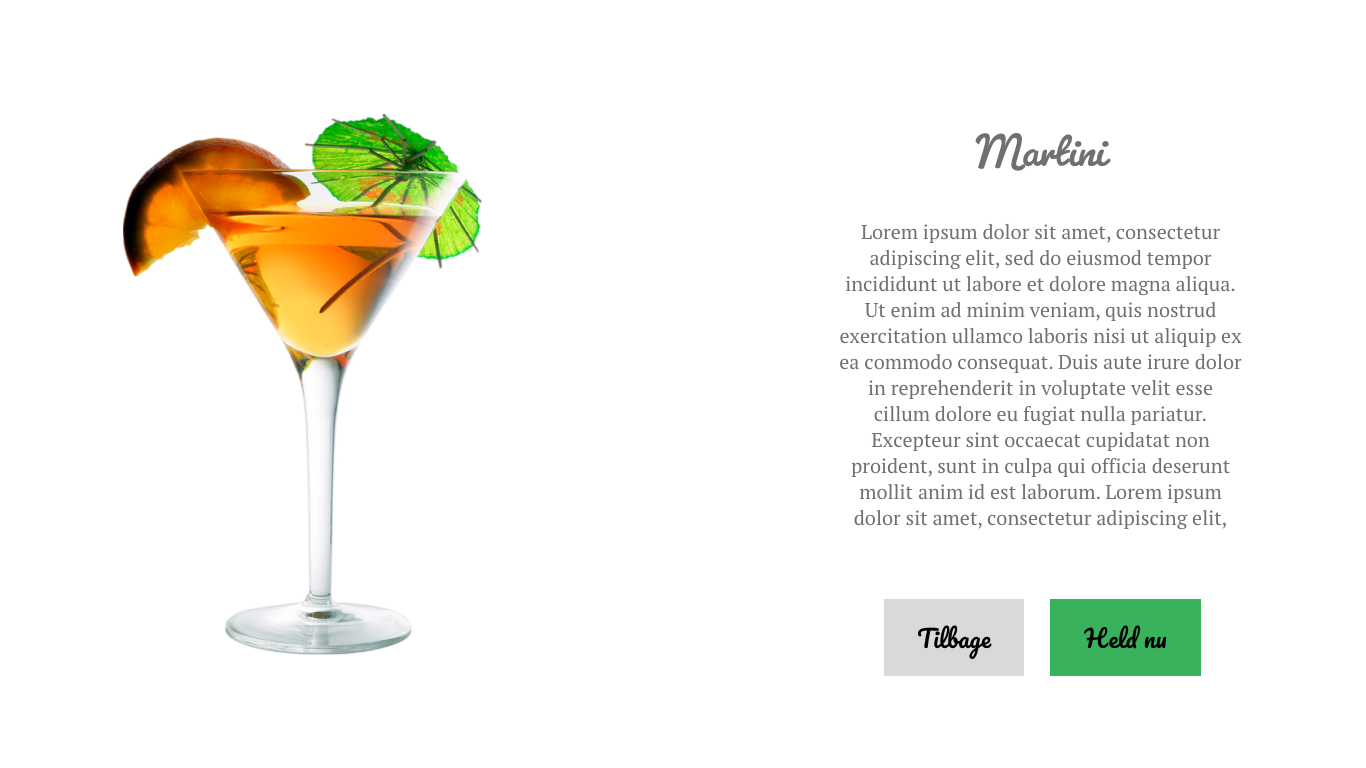 Martini
Lorem ipsum dolor sit amet, consectetur
adipiscing elit, sed do eiusmod tempor
incididunt ut labore et dolore magna aliqua.
Ut enim ad minim veniam, quis nostrud
exercitation ullamco laboris nisi ut aliquip ex
ea commodo consequat. Duis aute irure dolor
in reprehenderit in voluptate velit esse
cillum dolore eu fugiat nulla pariatur.
Excepteur sint occaecat cupidatat non
proident, sunt in culpa qui officia deserunt
mollit anim id est laborum. Lorem ipsum
dolor sit amet, consectetur adipiscing elit,
Tilbage
Held nu